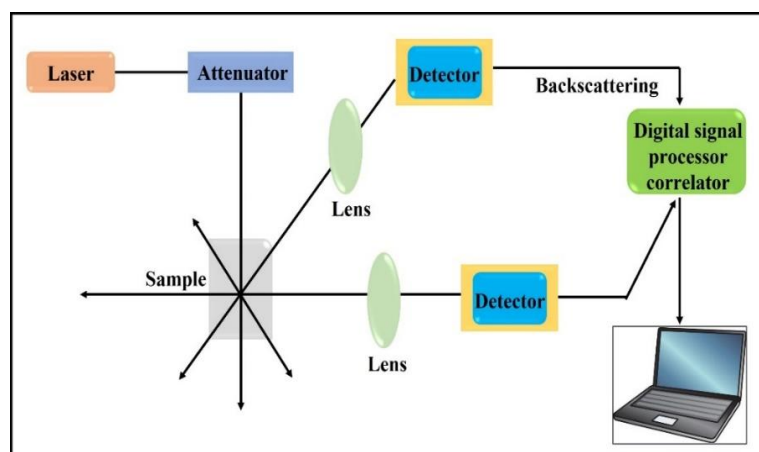 Laser
Attenuator
Detector
Backscattering
Digital signal
processor
correlator
Lens
Sample
Detector
Lens